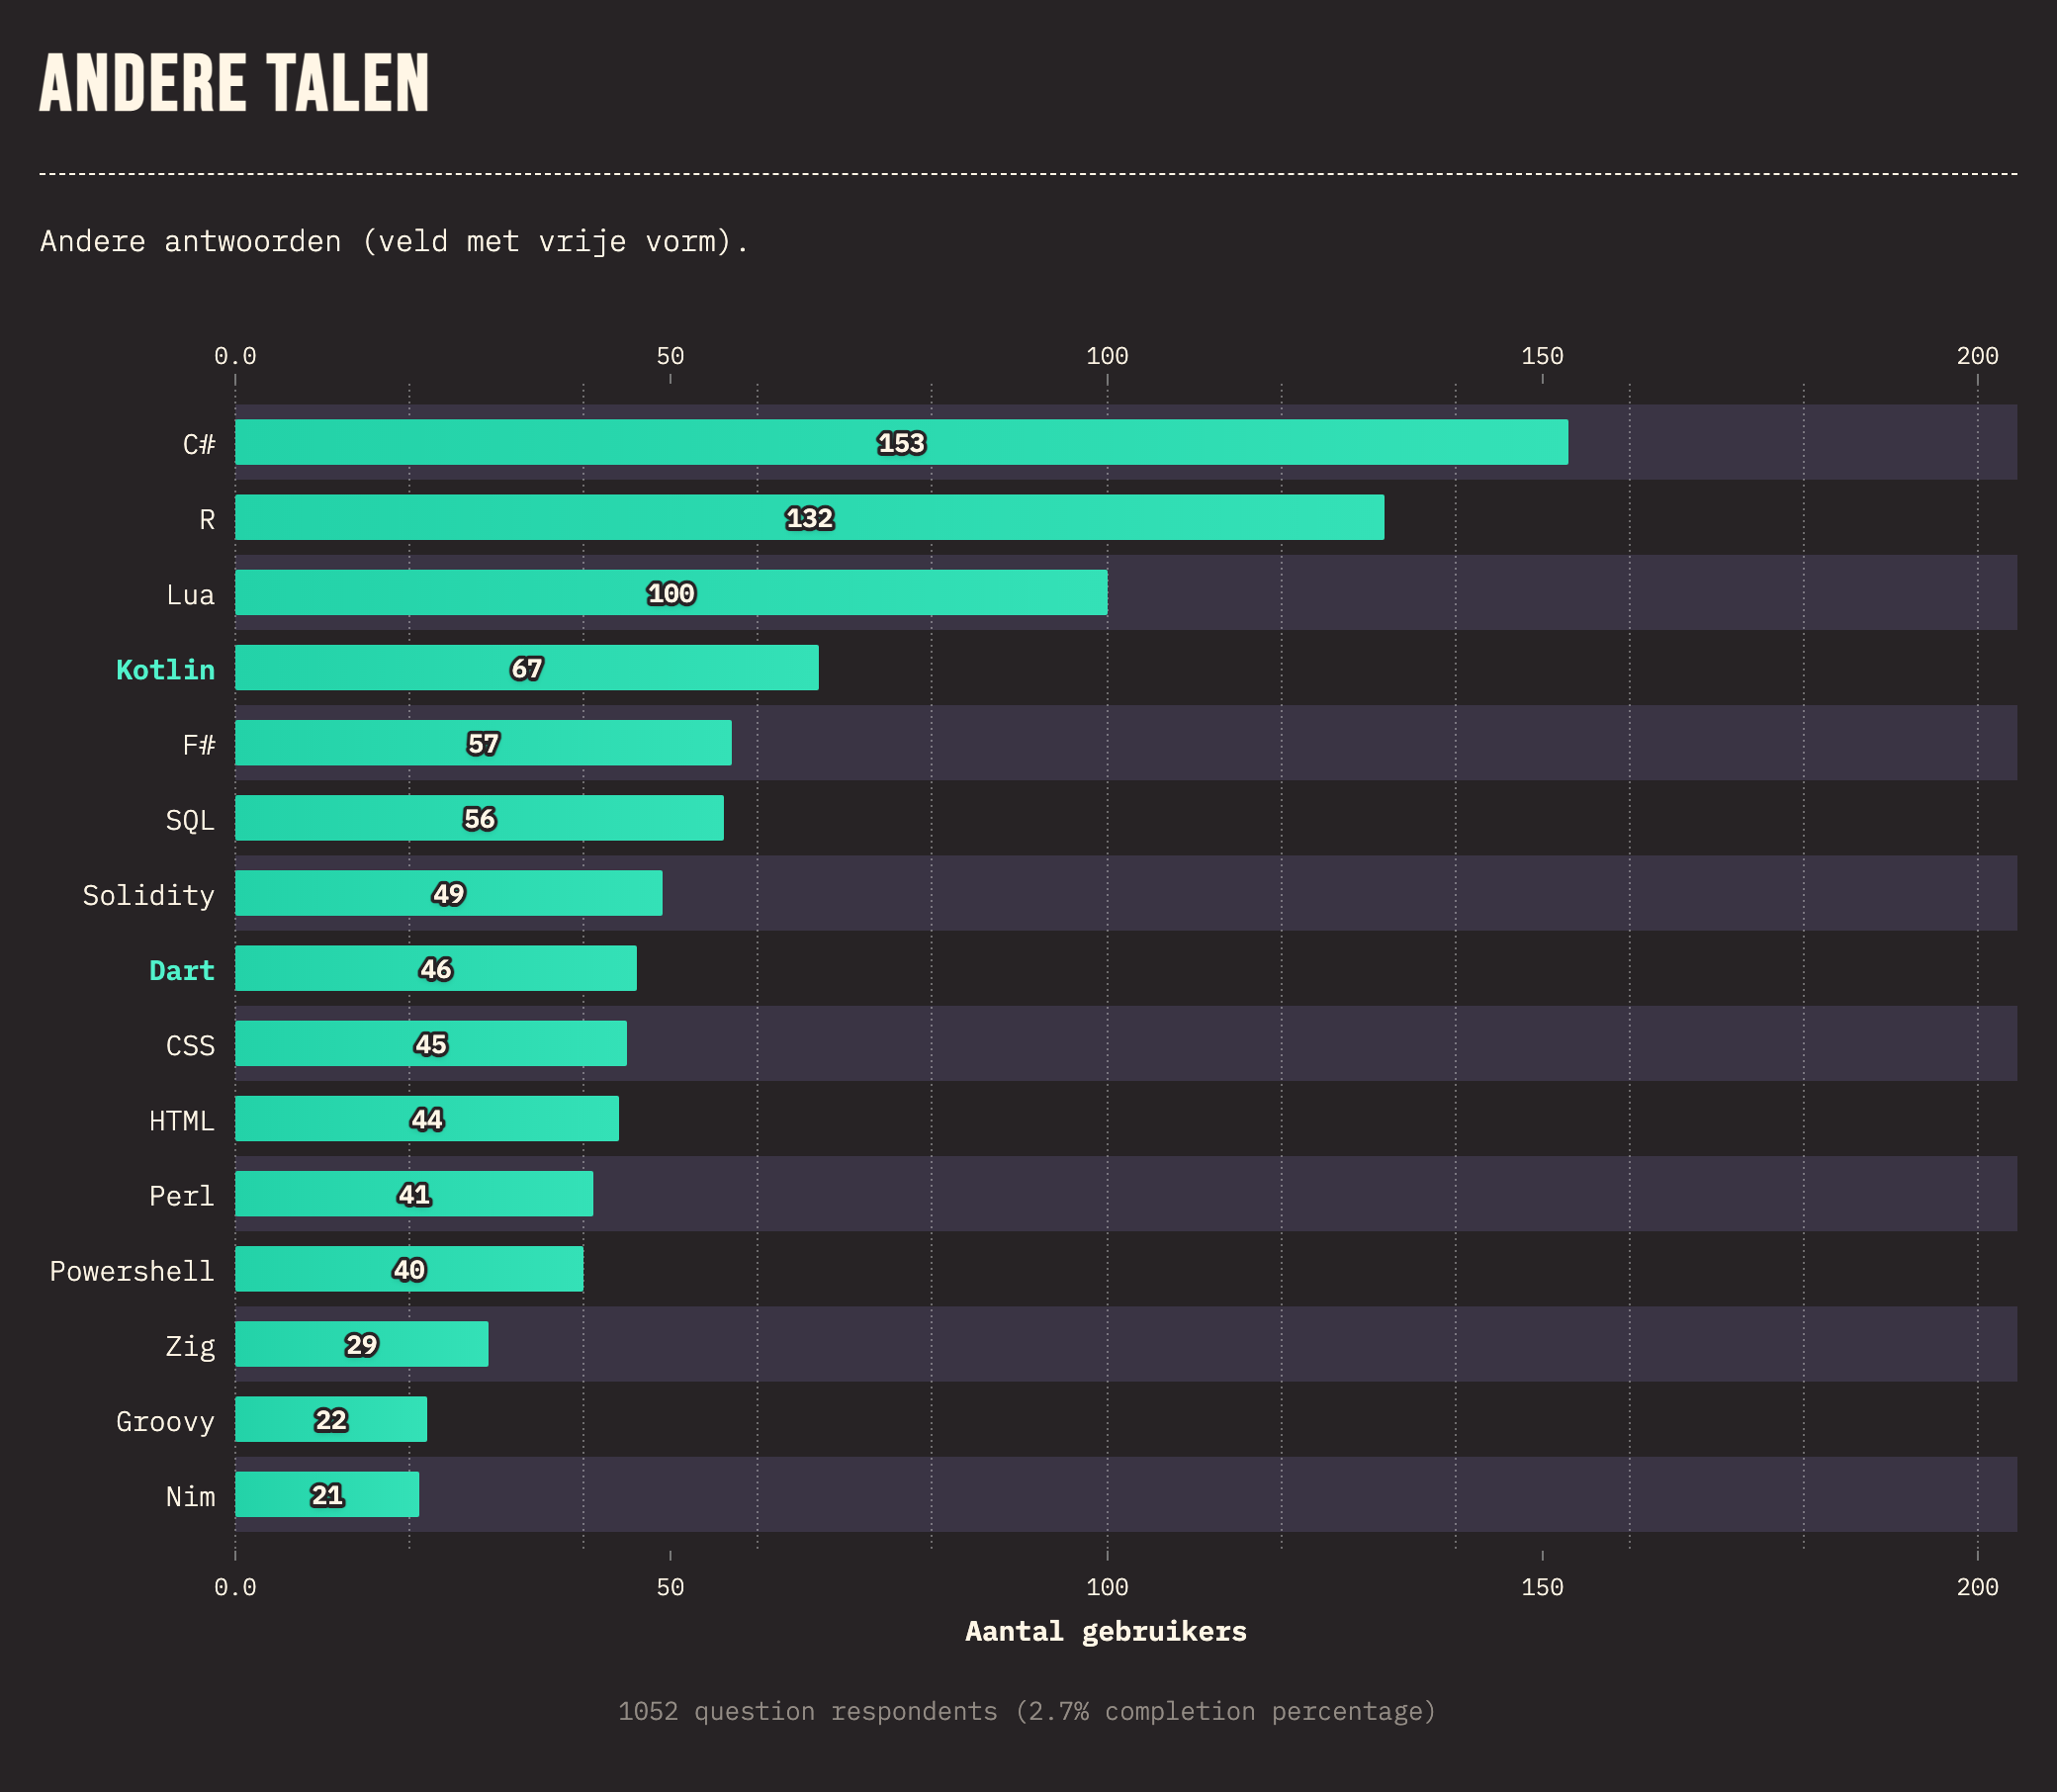 ANDERE TALEN
Andere antwoorden (veld met vrije vorm).
0.0 50 100 150 200
C# 153
R 132
Lua 100
Kotlin 67
F# 57
SQL 56
Solidity 49
Dart 46
CSS 45
HTML 44
Perl 41
Powershell 40
Zig 29
Groovy 22
Nim 21
0.0 50 100 150 200
Aantal gebruikers
1052 question respondents (2.7% completion percentage)